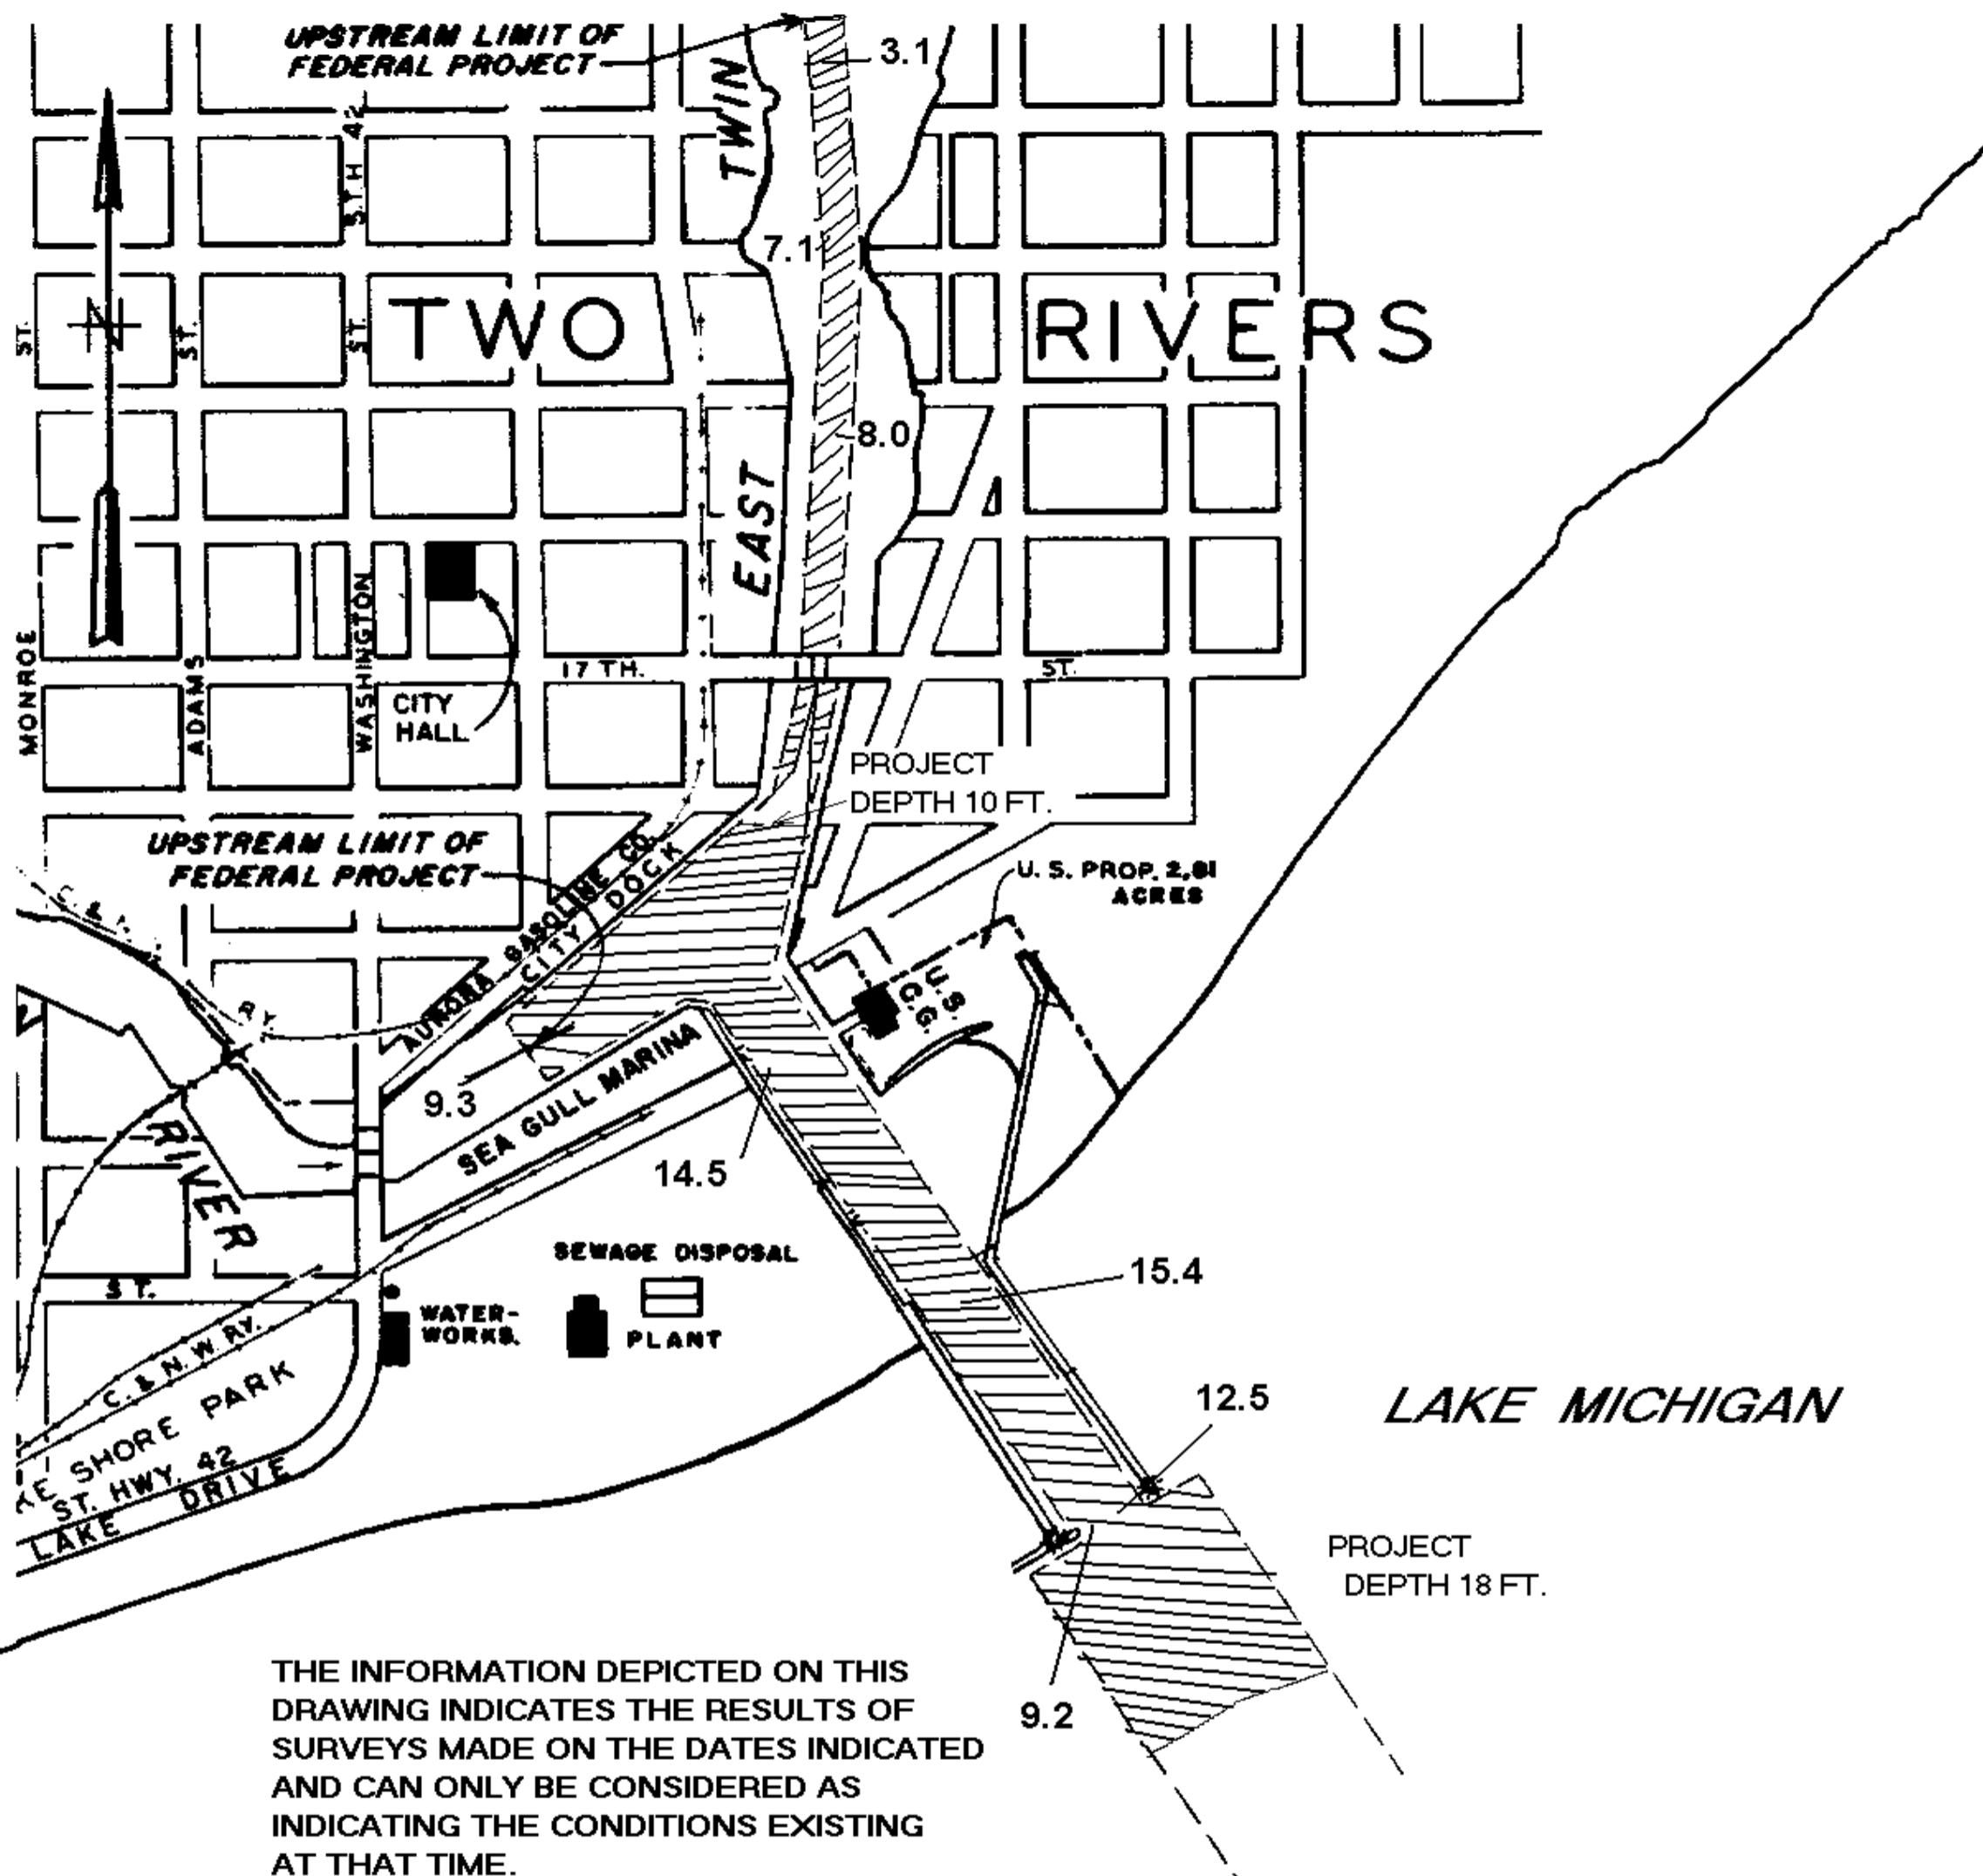 UPSTREAM LIMIT OF
FEDERAL PROJECT
3.1
TWIN
S.T.H 42
7.1
N
TWO RIVERS
ST.
ST.
ST.
8.0
EAST
MONROE
ADAMS
WASHINGTON
17 TH.
ST.
CITY
HALL
PROJECT
DEPTH 10 FT.
UPSTREAM LIMIT OF
FEDERAL PROJECT
AURORA GASOLINE CO.
CITY DOCK
U. S. PROP. 2.81
ACRES
U.S.
C.G.
C. &
RY.
9.3
SEA GULL MARINA
14.5
RIVER
15.4
SEWAGE DISPOSAL
PLANT
ST.
WATER-
WORKS.
C. & N. W. RY.
KE SHORE PARK
ST. HWY. 42
LAKE DRIVE
12.5
LAKE MICHIGAN
PROJECT
DEPTH 18 FT.
9.2
THE INFORMATION DEPICTED ON THIS
DRAWING INDICATES THE RESULTS OF
SURVEYS MADE ON THE DATES INDICATED
AND CAN ONLY BE CONSIDERED AS
INDICATING THE CONDITIONS EXISTING
AT THAT TIME.